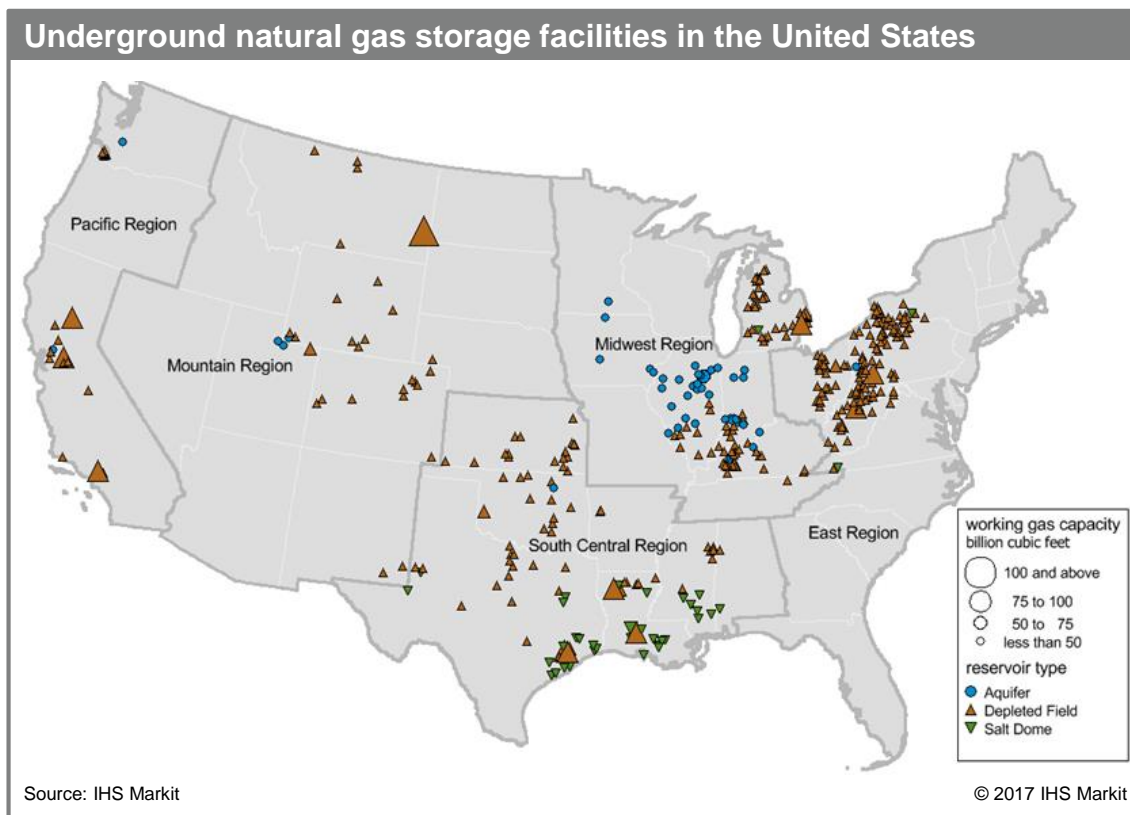 Underground natural gas storage facilities in the United States
Pacific Region
Mountain Region
Midwest Region
South Central Region
East Region
working gas capacity
billion cubic feet
100 and above
75 to 100
50 to 75
less than 50
reservoir type
Aquifer
Depleted Field
Salt Dome
Source: IHS Markit
© 2017 IHS Markit